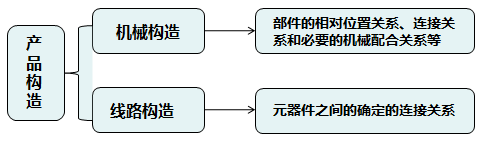 产品构造
机械构造
部件的相对位置关系、连接关
系和必要的机械配合关系等
线路构造
元器件之间的确定的连接关系